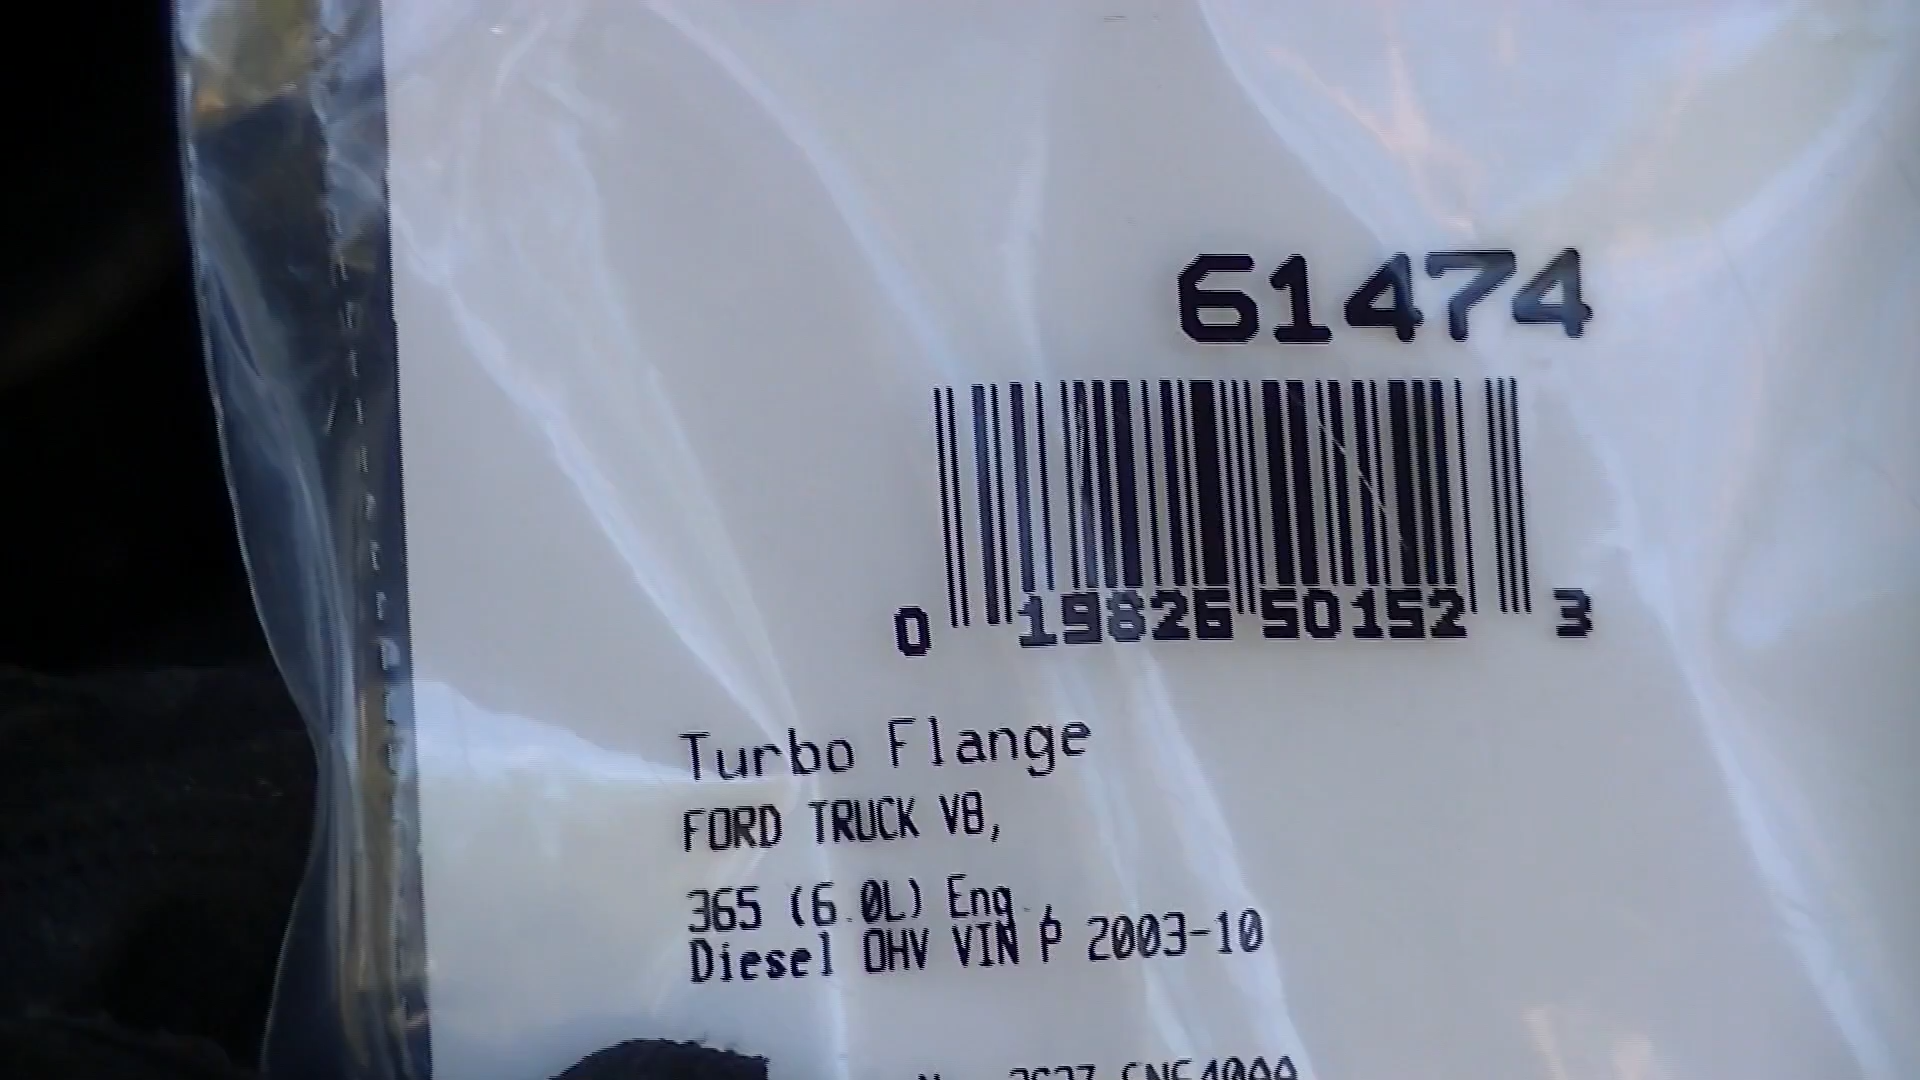 61474
0 19826 50152 3
Turbo Flange
FORD TRUCK V8,
365 (6.0L) Eng.
Diesel OHV VIN P 2003-10